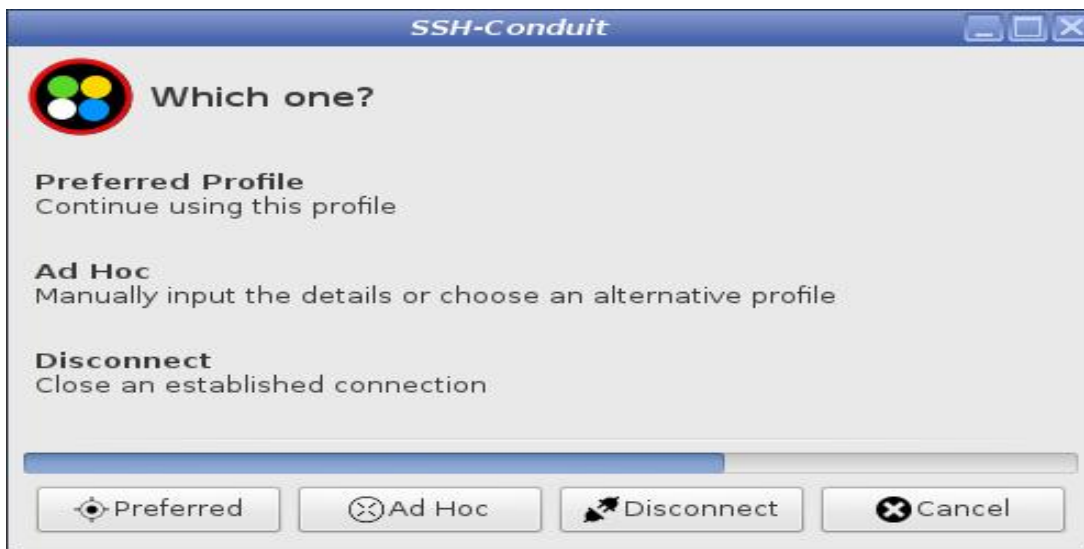 SSH-Conduit
Which one?
Preferred Profile
Continue using this profile
Ad Hoc
Manually input the details or choose an alternative profile
Disconnect
Close an established connection
Preferred
Ad Hoc
Disconnect
Cancel